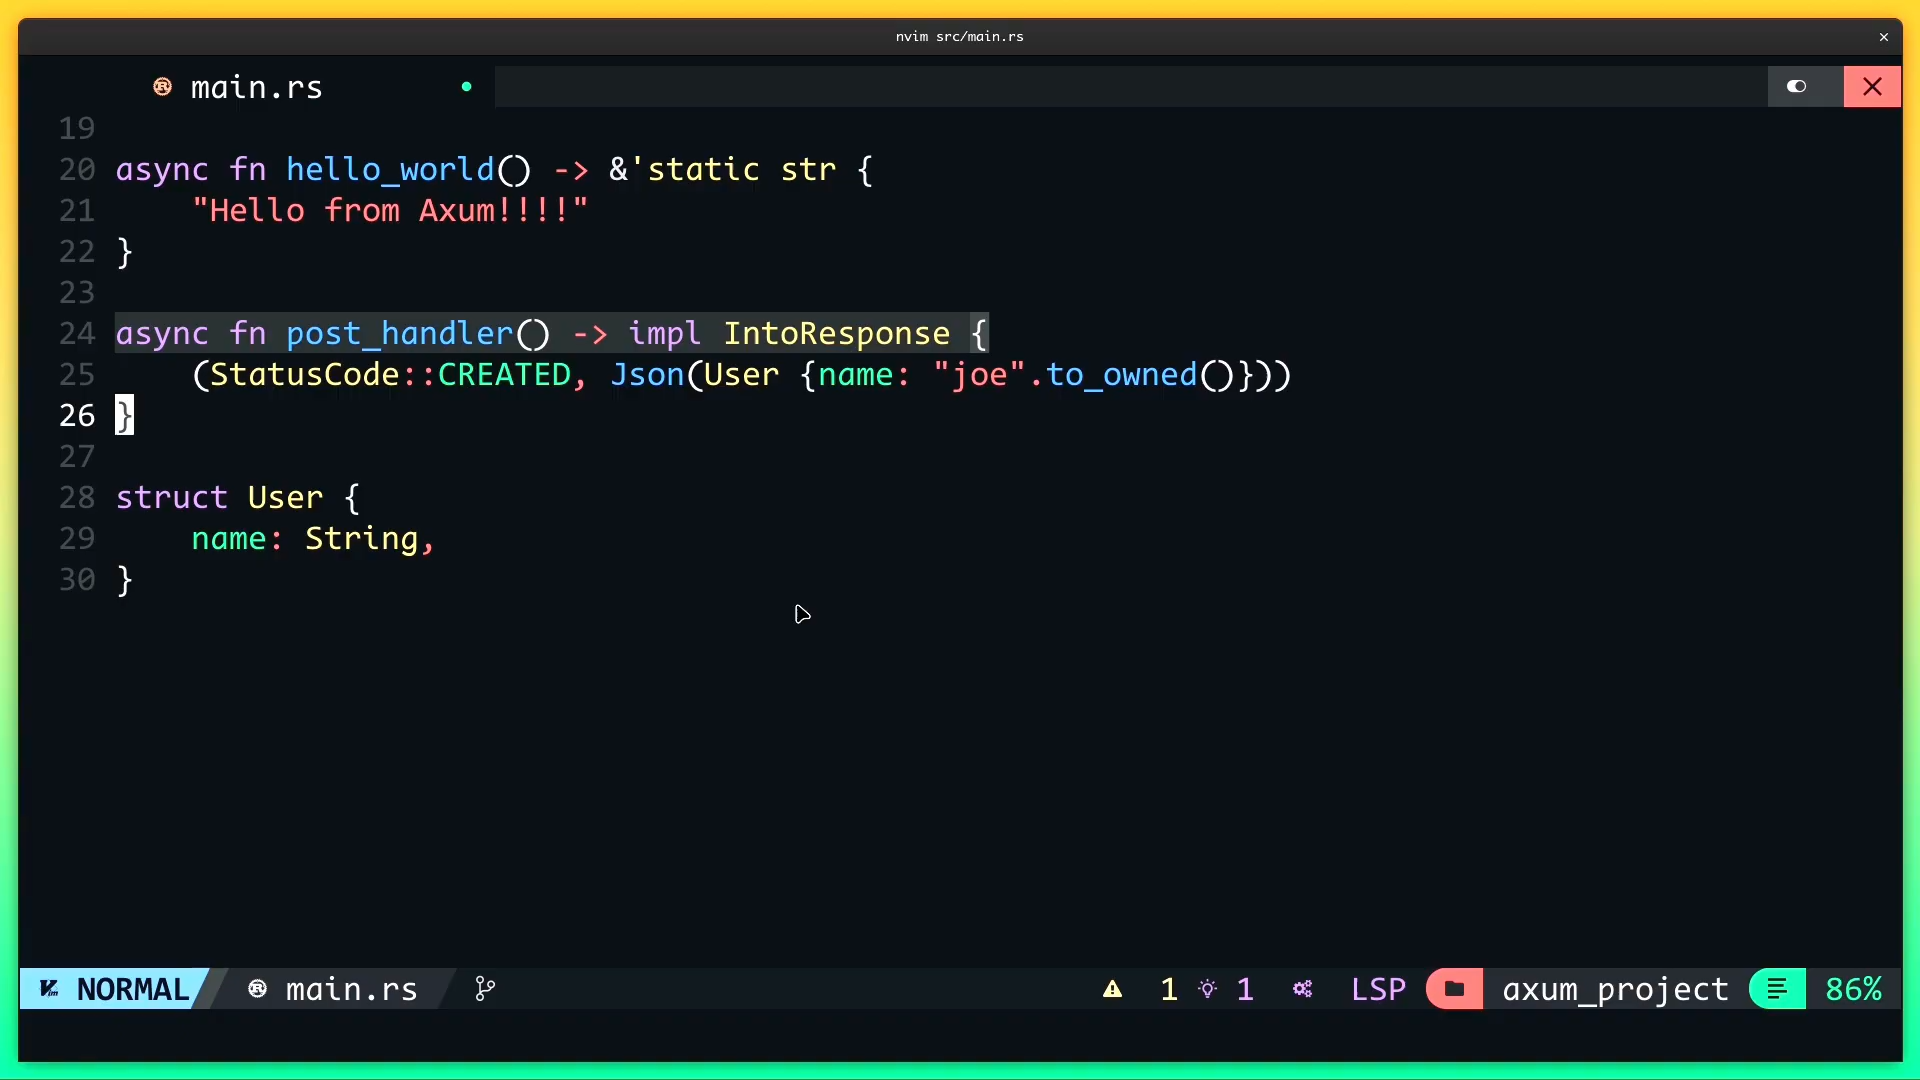 nvim src/main.rs
main.rs
19
20 async fn hello_world() -> &'static str {
21     "Hello from Axum!!!!"
22 }
23
24 async fn post_handler() -> impl IntoResponse {
25     (StatusCode::CREATED, Json(User {name: "joe".to_owned()}))
26 }
27
28 struct User {
29     name: String,
30 }
NORMAL main.rs 1 1 LSP axum_project 86%